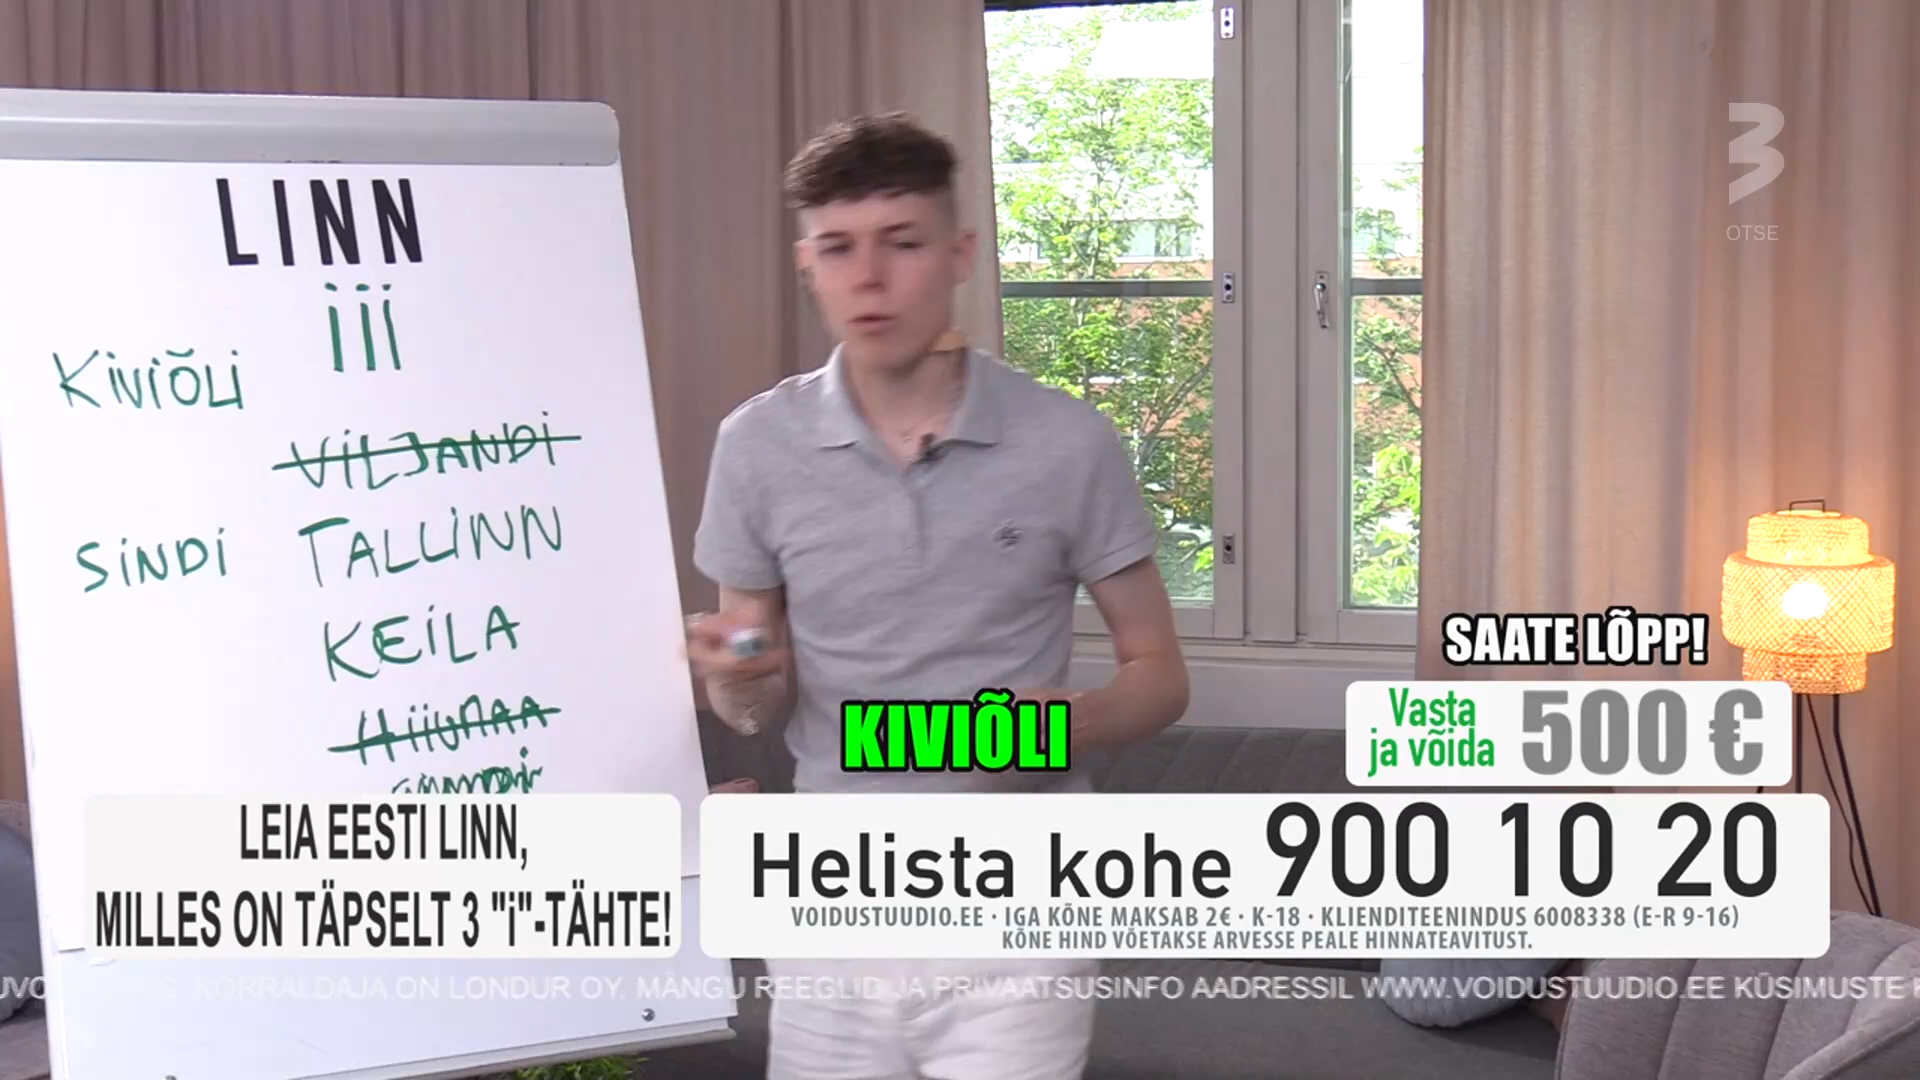 LINN
iii
KiViÕLi
ViLJANDi
SiNDi
TALLiNN
KEiLA
HiiUMAA
3
OTSE
SAATE LÕPP!
Vasta
ja võida
500 €
KIVIÕLI
LEIA EESTI LINN,
MILLES ON TÄPSELT 3 "i"-TÄHTE!
Helista kohe 900 10 20
VOIDUSTUUDIO.EE · IGA KÕNE MAKSAB 2€ · K-18 · KLIENDITEENINDUS 6008338 (E-R 9-16)
KÕNE HIND VÕETAKSE ARVESSE PEALE HINNATEAVITUST.
KORRALDAJA ON LONDUR OY. MÄNGU REEGLID JA PRIVAATSUSINFO AADRESSIL WWW.VOIDUSTUUDIO.EE KÜSIMUSTE